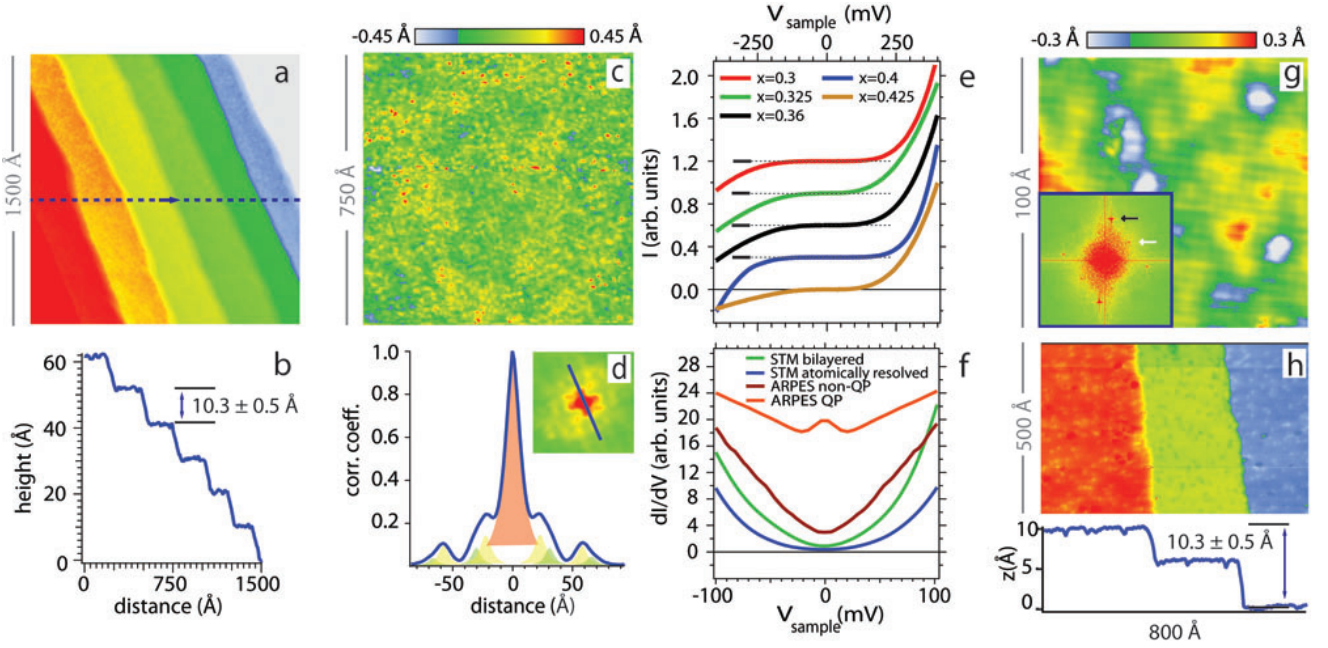 a
1500 Å
b
height (Å)
60
40
20
0
10.3 ± 0.5 Å
0
750
1500
distance (Å)
-0.45 Å
0.45 Å
c
750 Å
d
corr. coeff.
1.0
0.8
0.6
0.4
0.2
-50
0
50
distance (Å)
V sample (mV)
-250
0
250
e
I (arb. units)
2.0
1.6
1.2
0.8
0.4
0.0
x=0.3
x=0.4
x=0.325
x=0.425
x=0.36
f
dI/dV (arb. units)
28
24
20
16
12
8
4
0
STM bilayered
STM atomically resolved
ARPES non-QP
ARPES QP
-100
0
100
V sample (mV)
-0.3 Å
0.3 Å
g
100 Å
h
500 Å
z(Å)
10
5
0
10.3 ± 0.5 Å
800 Å